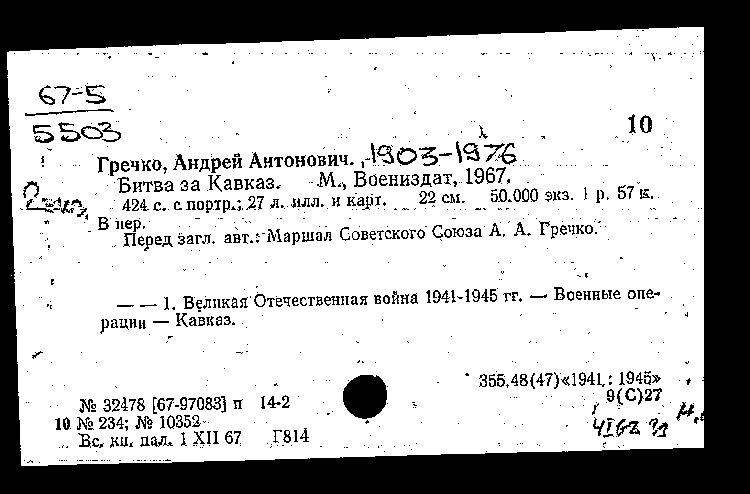 67-5
5503
10
Гречко, Андрей Антонович. 1903-1976
Битва за Кавказ. М., Воениздат, 1967.
424 с. с портр.; 27 л. илл. и карт. 22 см. 50.000 экз. 1 р. 57 к.
В пер.
Перед загл. авт.: Маршал Советского Союза А. А. Гречко.
— — 1. Великая Отечественная война 1941-1945 гг. — Военные опе-
рации — Кавказ.
355.48(47)«1941 : 1945»
9(С)27
№ 32478 [67-97083] п 14-2
10 № 234; № 10352
Вс. кн. пал. 1 XII 67 Г814